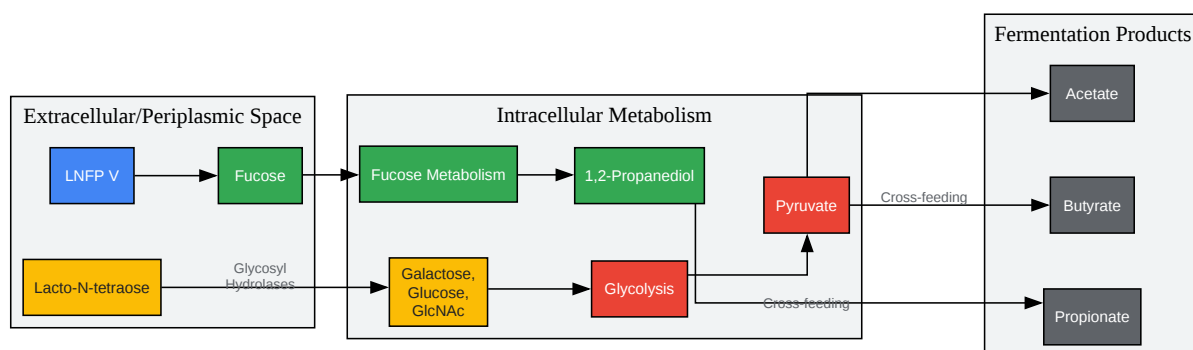 Fermentation Products
Extracellular/Periplasmic Space
Intracellular Metabolism
Acetate
LNFP V
Fucose
Fucose Metabolism
1,2-Propanediol
Pyruvate
Cross-feeding
Butyrate
Lacto-N-tetraose
Glycosyl
Hydrolases
Galactose,
Glucose,
GlcNAc
Glycolysis
Cross-feeding
Propionate